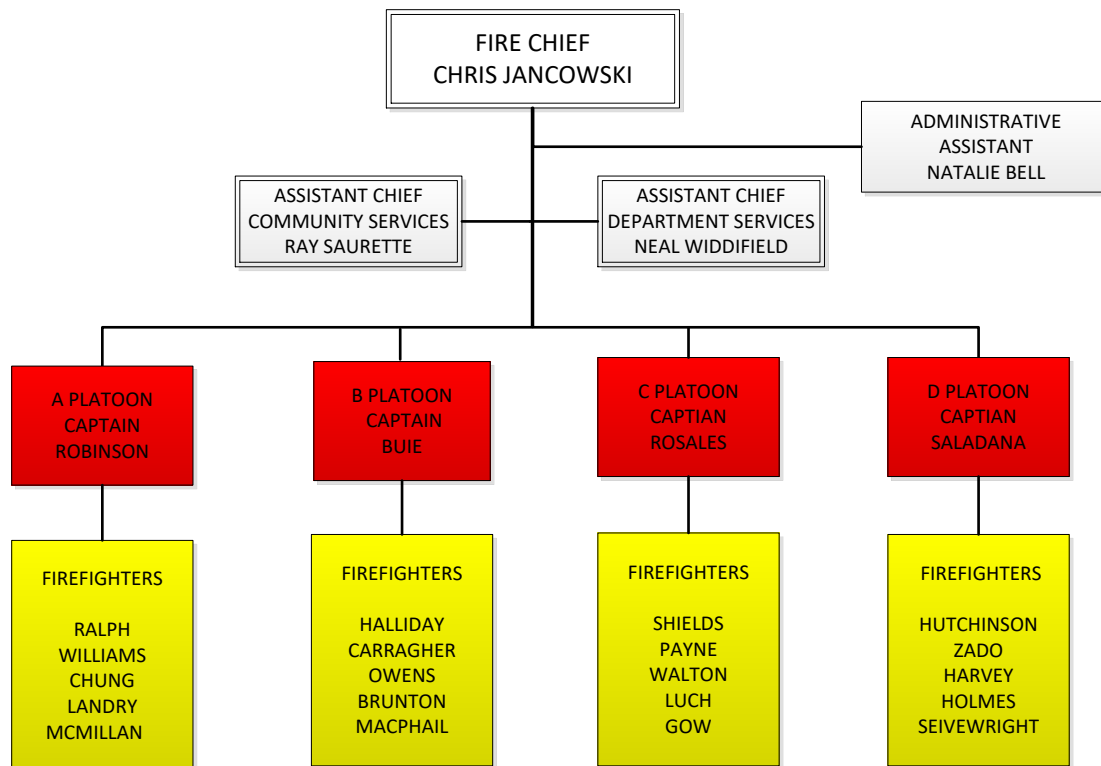 FIRE CHIEF
CHRIS JANCOWSKI
ADMINISTRATIVE
ASSISTANT
NATALIE BELL
ASSISTANT CHIEF
COMMUNITY SERVICES
RAY SAURETTE
ASSISTANT CHIEF
DEPARTMENT SERVICES
NEAL WIDDIFIELD
A PLATOON
CAPTAIN
ROBINSON
B PLATOON
CAPTAIN
BUIE
C PLATOON
CAPTIAN
ROSALES
D PLATOON
CAPTIAN
SALADANA
FIREFIGHTERS
RALPH
WILLIAMS
CHUNG
LANDRY
MCMILLAN
FIREFIGHTERS
HALLIDAY
CARRAGHER
OWENS
BRUNTON
MACPHAIL
FIREFIGHTERS
SHIELDS
PAYNE
WALTON
LUCH
GOW
FIREFIGHTERS
HUTCHINSON
ZADO
HARVEY
HOLMES
SEIVEWRIGHT